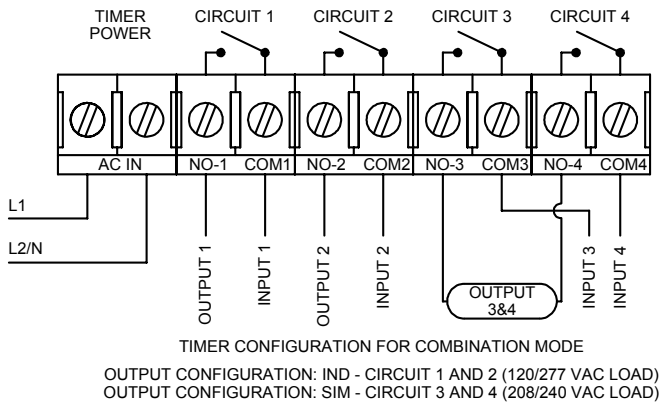 TIMER
POWER
CIRCUIT 1
CIRCUIT 2
CIRCUIT 3
CIRCUIT 4
AC IN
NO-1
COM1
NO-2
COM2
NO-3
COM3
NO-4
COM4
L1
L2/N
OUTPUT 1
INPUT 1
OUTPUT 2
INPUT 2
OUTPUT
3&4
INPUT 3
INPUT 4
TIMER CONFIGURATION FOR COMBINATION MODE
OUTPUT CONFIGURATION: IND - CIRCUIT 1 AND 2 (120/277 VAC LOAD)
OUTPUT CONFIGURATION: SIM - CIRCUIT 3 AND 4 (208/240 VAC LOAD)